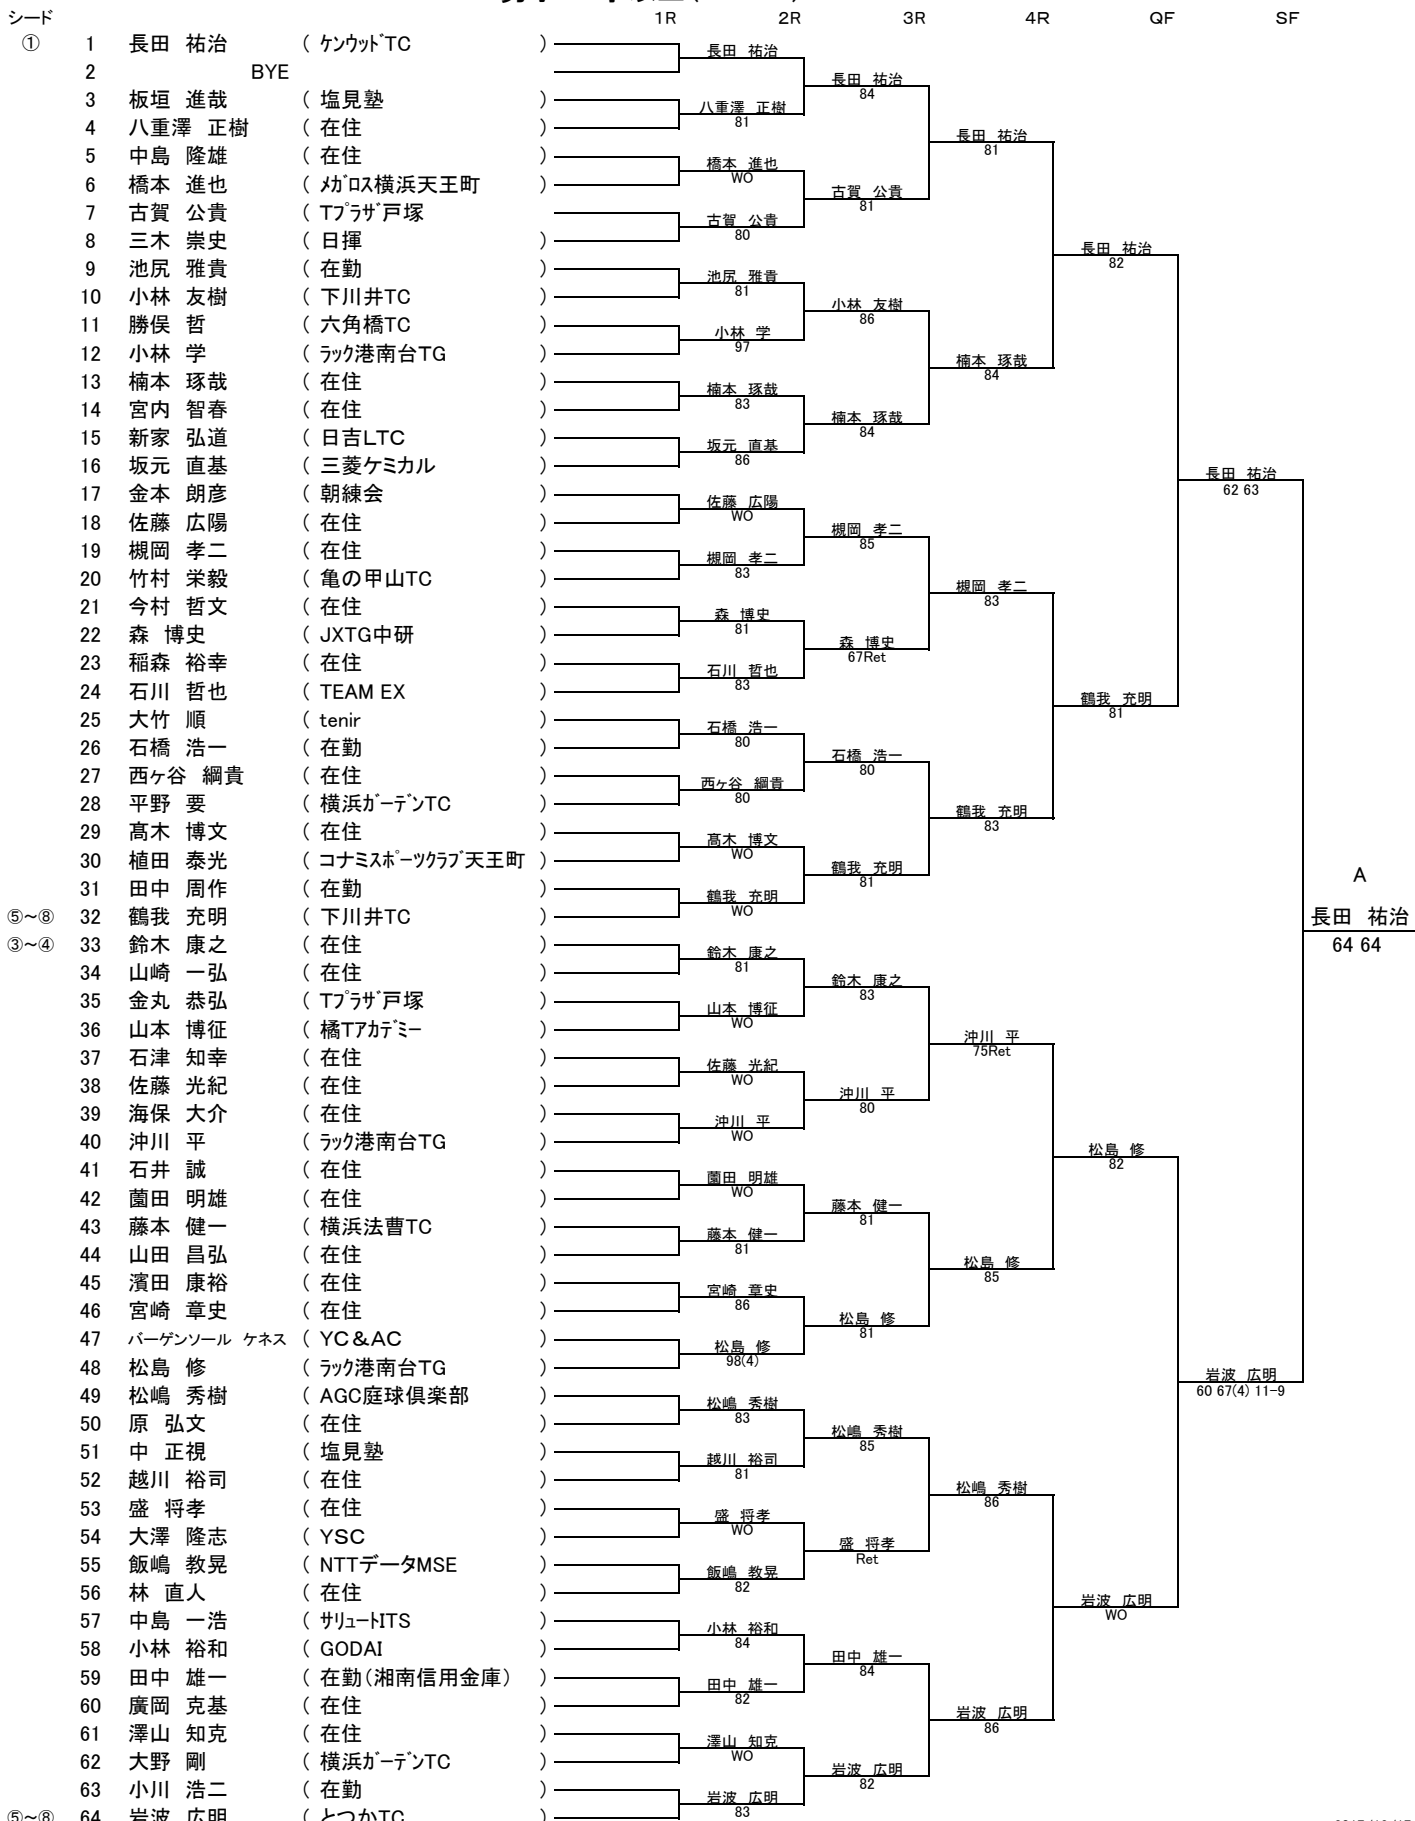 シード 1R 2R 3R 4R QF SF
① 1 長田 祐治 ( ケンウッドTC )
2 BYE
3 板垣 進哉 ( 塩見塾 )
4 八重澤 正樹 ( 在住 )
5 中島 隆雄 ( 在住 )
6 橋本 進也 ( メガロス横浜天王町 )
7 古賀 公貴 ( Tプラザ戸塚
8 三木 崇史 ( 日揮 )
9 池尻 雅貴 ( 在勤 )
10 小林 友樹 ( 下川井TC )
11 勝俣 哲 ( 六角橋TC )
12 小林 学 ( ラック港南台TG )
13 楠本 琢哉 ( 在住 )
14 宮内 智春 ( 在住 )
15 新家 弘道 ( 日吉LTC )
16 坂元 直基 ( 三菱ケミカル )
17 金本 朗彦 ( 朝練会 )
18 佐藤 広陽 ( 在住 )
19 槻岡 孝二 ( 在住 )
20 竹村 栄毅 ( 亀の甲山TC )
21 今村 哲文 ( 在住 )
22 森 博史 ( JXTG中研 )
23 稲森 裕幸 ( 在住 )
24 石川 哲也 ( TEAM EX )
25 大竹 順 ( tenir )
26 石橋 浩一 ( 在勤 )
27 西ヶ谷 綱貴 ( 在住 )
28 平野 要 ( 横浜ガーデンTC )
29 髙木 博文 ( 在住 )
30 植田 泰光 ( コナミスポーツクラブ天王町 )
31 田中 周作 ( 在勤 )
⑤~⑧ 32 鶴我 充明 ( 下川井TC )
③~④ 33 鈴木 康之 ( 在住 )
34 山崎 一弘 ( 在住 )
35 金丸 恭弘 ( Tプラザ戸塚 )
36 山本 博征 ( 橘Tアカデミー )
37 石津 知幸 ( 在住 )
38 佐藤 光紀 ( 在住 )
39 海保 大介 ( 在住 )
40 沖川 平 ( ラック港南台TG )
41 石井 誠 ( 在住 )
42 薗田 明雄 ( 在住 )
43 藤本 健一 ( 横浜法曹TC )
44 山田 昌弘 ( 在住 )
45 濱田 康裕 ( 在住 )
46 宮崎 章史 ( 在住 )
47 バーゲンソール ケネス ( YC&AC )
48 松島 修 ( ラック港南台TG )
49 松嶋 秀樹 ( AGC庭球倶楽部 )
50 原 弘文 ( 在住 )
51 中 正視 ( 塩見塾 )
52 越川 裕司 ( 在住 )
53 盛 将孝 ( 在住 )
54 大澤 隆志 ( YSC )
55 飯嶋 教晃 ( NTTデータMSE )
56 林 直人 ( 在住 )
57 中島 一浩 ( サリュートITS )
58 小林 裕和 ( GODAI )
59 田中 雄一 ( 在勤(湘南信用金庫) )
60 廣岡 克基 ( 在住 )
61 澤山 知克 ( 在住 )
62 大野 剛 ( 横浜ガーデンTC )
63 小川 浩二 ( 在勤 )
⑤~⑧ 64 岩波 広明 ( とつかTC )
長田 祐治
八重澤 正樹
81
橋本 進也
WO
古賀 公貴
80
池尻 雅貴
81
小林 学
97
楠本 琢哉
83
坂元 直基
86
佐藤 広陽
WO
槻岡 孝二
83
森 博史
81
石川 哲也
83
石橋 浩一
80
西ヶ谷 綱貴
80
髙木 博文
WO
鶴我 充明
WO
鈴木 康之
81
山本 博征
WO
佐藤 光紀
WO
沖川 平
WO
薗田 明雄
WO
藤本 健一
81
宮崎 章史
86
松島 修
98(4)
松嶋 秀樹
83
越川 裕司
81
盛 将孝
WO
飯嶋 教晃
82
小林 裕和
84
田中 雄一
82
澤山 知克
WO
岩波 広明
83
長田 祐治
84
古賀 公貴
81
小林 友樹
86
楠本 琢哉
84
槻岡 孝二
85
森 博史
67Ret
石橋 浩一
80
鶴我 充明
81
鈴木 康之
83
沖川 平
80
藤本 健一
81
松島 修
81
松嶋 秀樹
85
盛 将孝
Ret
田中 雄一
84
岩波 広明
82
長田 祐治
81
楠本 琢哉
84
槻岡 孝二
83
鶴我 充明
83
沖川 平
75Ret
松島 修
85
松嶋 秀樹
86
岩波 広明
86
長田 祐治
82
鶴我 充明
81
松島 修
82
岩波 広明
WO
長田 祐治
62 63
岩波 広明
60 67(4) 11-9
A
長田 祐治
64 64